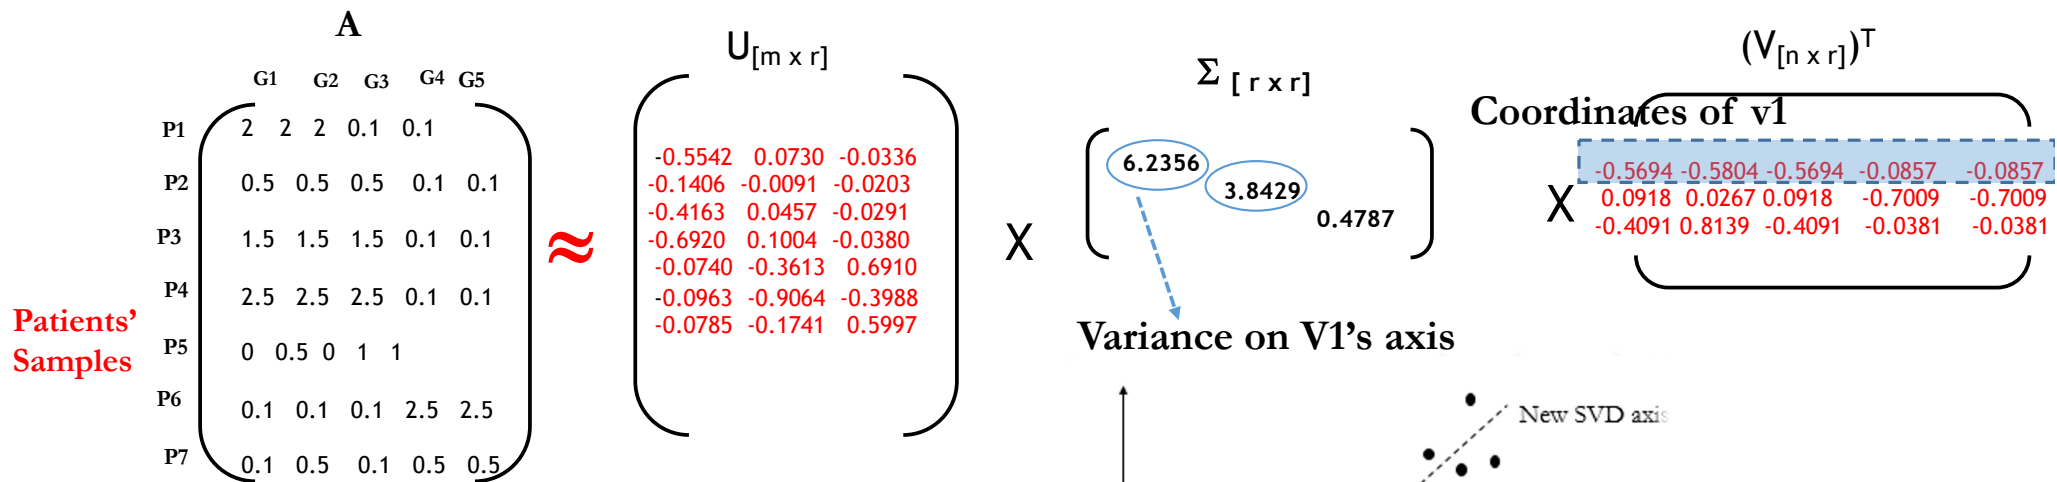 A
G1 G2 G3 G4 G5
P1 2 2 2 0.1 0.1
P2 0.5 0.5 0.5 0.1 0.1
P3 1.5 1.5 1.5 0.1 0.1
P4 2.5 2.5 2.5 0.1 0.1
P5 0 0.5 0 1 1
P6 0.1 0.1 0.1 2.5 2.5
P7 0.1 0.5 0.1 0.5 0.5
Patients’
Samples
≈
U[m x r]
-0.5542 0.0730 -0.0336
-0.1406 -0.0091 -0.0203
-0.4163 0.0457 -0.0291
-0.6920 0.1004 -0.0380
-0.0740 -0.3613 0.6910
-0.0963 -0.9064 -0.3988
-0.0785 -0.1741 0.5997
X
Σ [ r x r]
6.2356
3.8429
0.4787
Variance on V1’s axis
X
(V[n x r])T
Coordinates of v1
-0.5694 -0.5804 -0.5694 -0.0857 -0.0857
0.0918 0.0267 0.0918 -0.7009 -0.7009
-0.4091 0.8139 -0.4091 -0.0381 -0.0381
New SVD axis